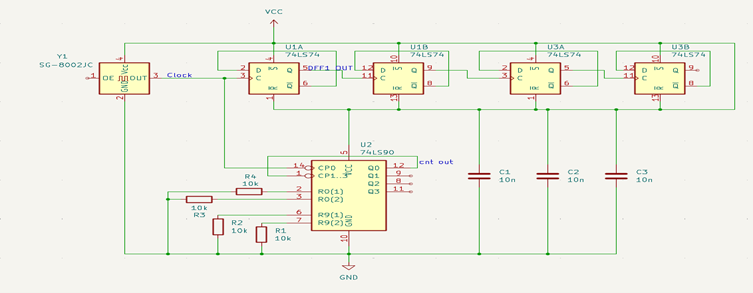 VCC
Y1
SG-8002JC
OE
OUT
Vcc
GND
1
4
3
2
Clock
U1A
74LS74
D
C
Q
2
3
4
5
6
1
DFF1 OUT
U1B
74LS74
D
C
Q
12
11
10
9
8
13
U3A
74LS74
D
C
Q
2
3
4
5
6
1
U3B
74LS74
D
C
Q
12
11
10
9
8
13
U2
74LS90
5
VCC
14
CP0
1
CP1
2
R0(1)
3
R0(2)
6
R9(1)
7
R9(2)
GND
10
Q0
12
Q1
9
Q2
8
Q3
11
cnt out
R4
10k
10k
R3
R2
10k
R1
10k
C1
10n
C2
10n
C3
10n
GND